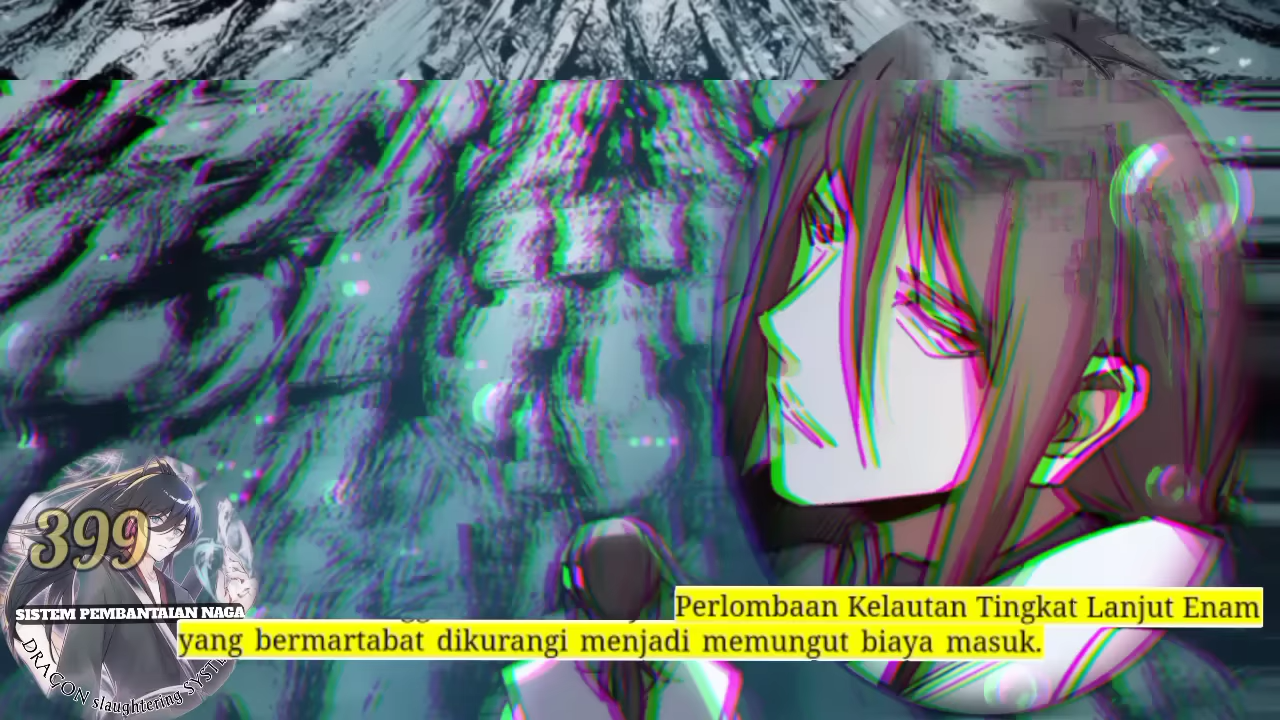 399
SISTEM PEMBANTAIAN NAGA
DRAGON slaughtering SYSTEM
Perlombaan Kelautan Tingkat Lanjut Enam
yang bermartabat dikurangi menjadi memungut biaya masuk.